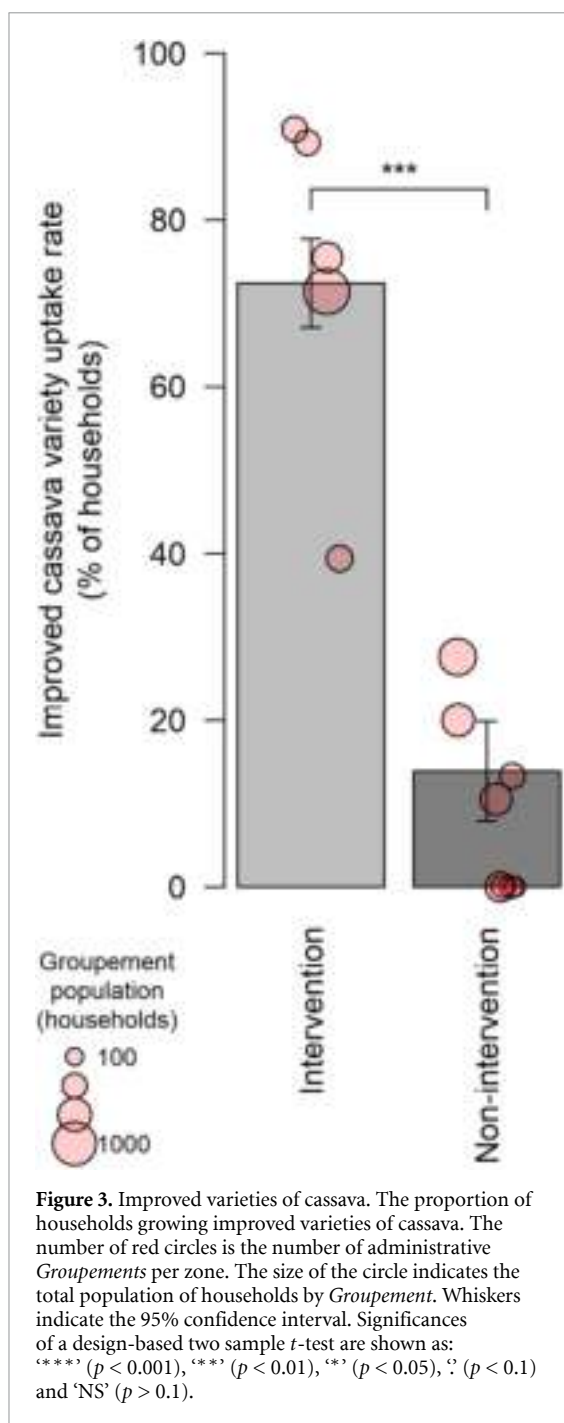 100
80
60
40
20
0
Improved cassava variety uptake rate
(% of households)
***
Intervention
Non-intervention
Groupement
population
(households)
100
1000
Figure 3. Improved varieties of cassava. The proportion of
households growing improved varieties of cassava. The
number of red circles is the number of administrative
Groupements per zone. The size of the circle indicates the
total population of households by Groupement. Whiskers
indicate the 95% confidence interval. Significances
of a design-based two sample t-test are shown as:
‘***’ (p < 0.001), ‘**’ (p < 0.01), ‘*’ (p < 0.05), ‘.’ (p < 0.1)
and ‘NS’ (p > 0.1).